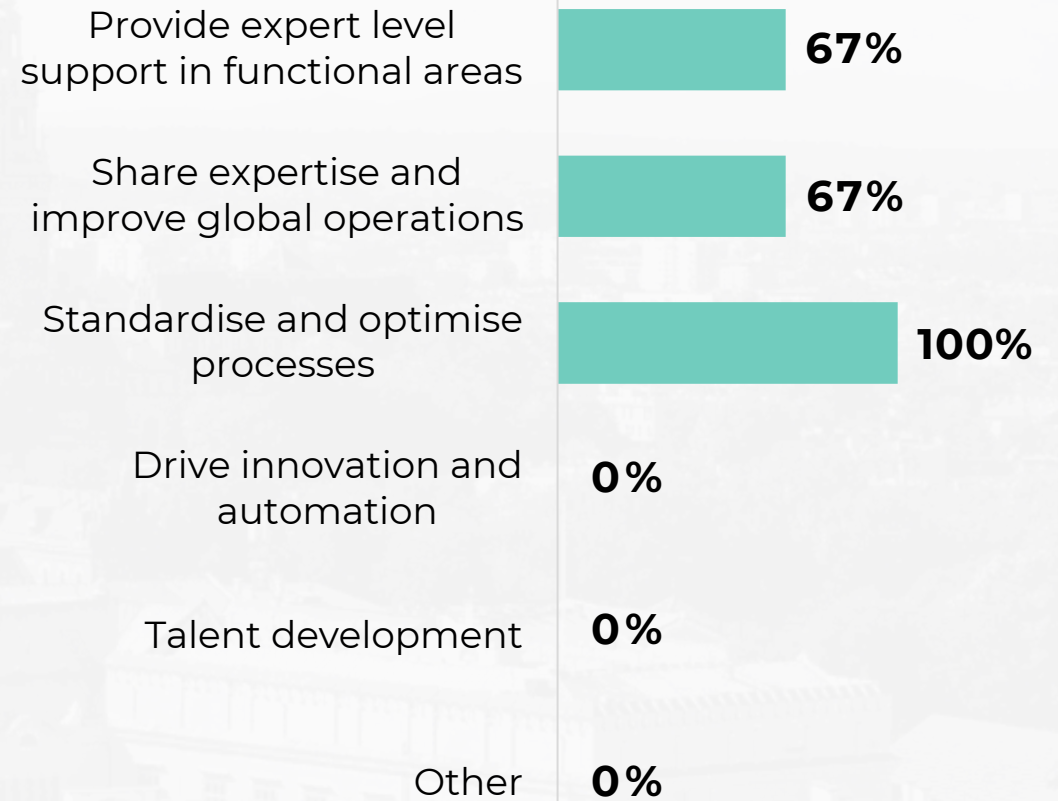 Provide expert level
support in functional areas
67%
Share expertise and
improve global operations
67%
Standardise and optimise
processes
100%
Drive innovation and
automation
0%
Talent development
0%
Other
0%